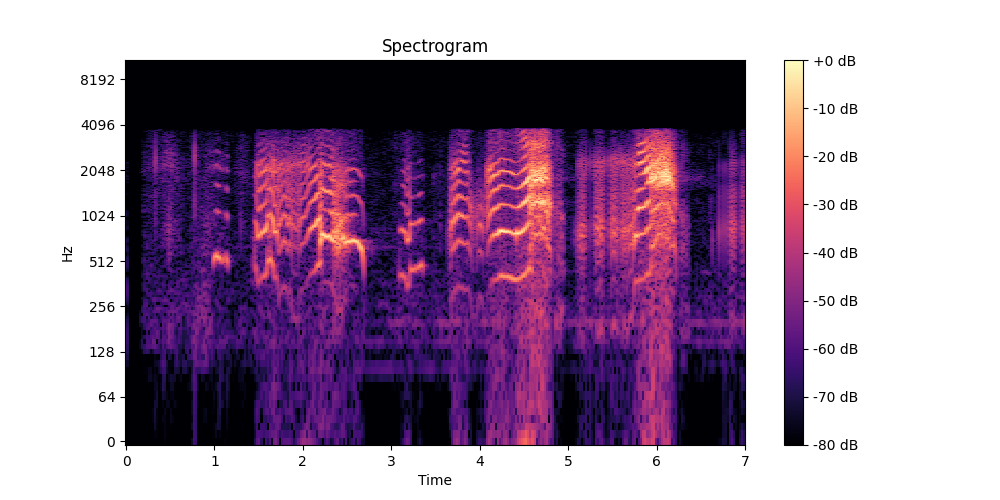 Spectrogram
8192
4096
2048
1024
512
256
128
64
0
Hz
0 1 2 3 4 5 6 7
Time
+0 dB
-10 dB
-20 dB
-30 dB
-40 dB
-50 dB
-60 dB
-70 dB
-80 dB